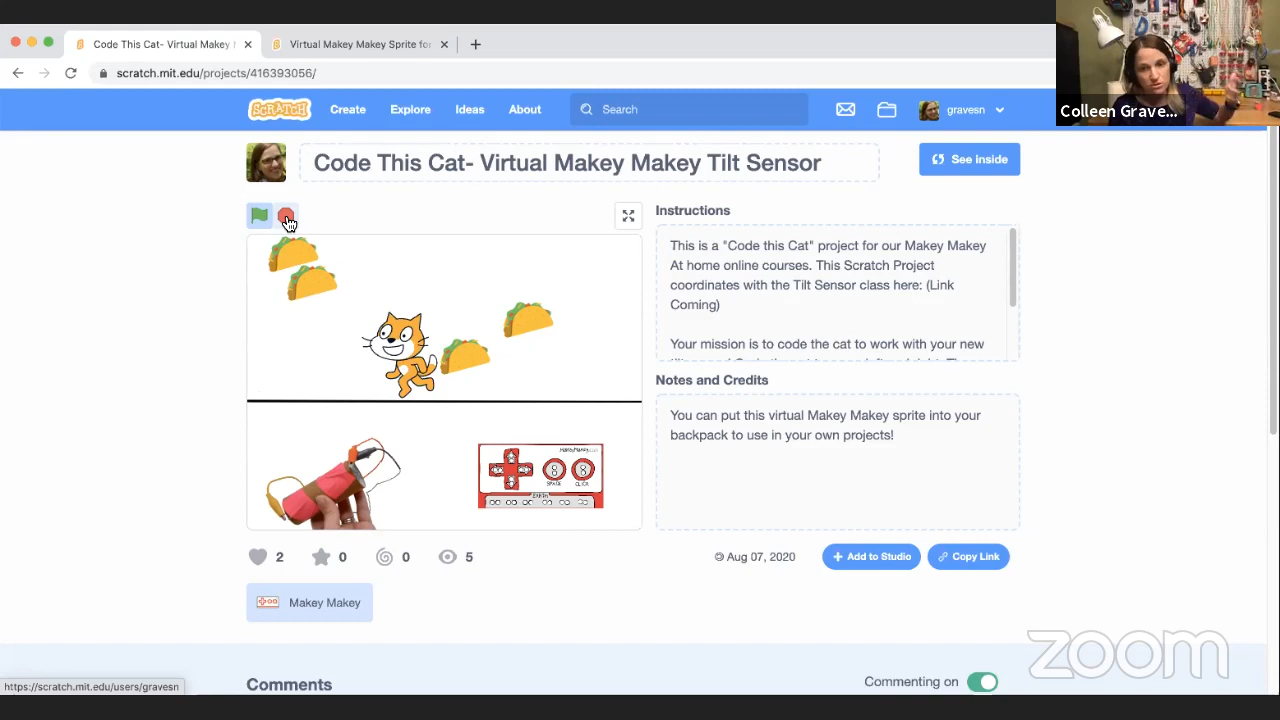 Code This Cat- Virtual Makey
Virtual Makey Makey Sprite for
scratch.mit.edu/projects/416393056/
Colleen Grave...
SCRATCH
Create
Explore
Ideas
About
Search
gravesn
Code This Cat- Virtual Makey Makey Tilt Sensor
See inside
Instructions
This is a "Code this Cat" project for our Makey Makey
At home online courses. This Scratch Project
coordinates with the Tilt Sensor class here: (Link
Coming)
Your mission is to code the cat to work with your new
Notes and Credits
You can put this virtual Makey Makey sprite into your
backpack to use in your own projects!
SPACE
CLICK
EARTH
2
0
0
5
Aug 07, 2020
Add to Studio
Copy Link
Makey Makey
https://scratch.mit.edu/users/gravesn
Comments
Commenting on
zoom